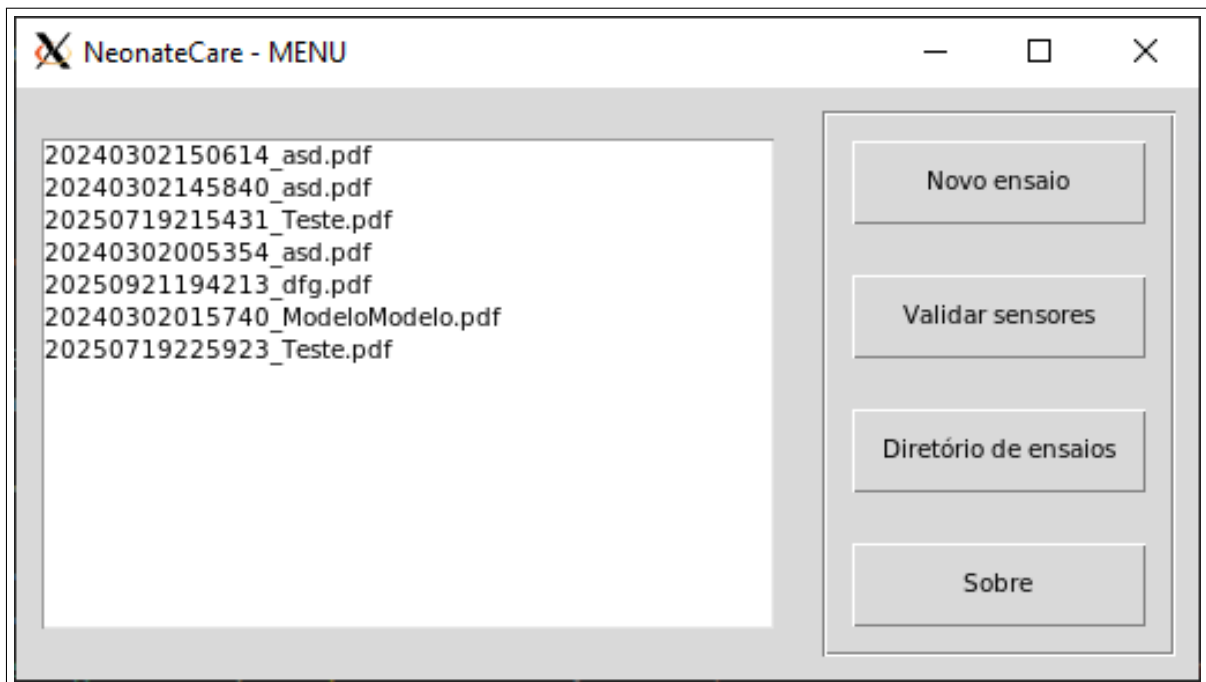 NeonateCare - MENU
20240302150614_asd.pdf
20240302145840_asd.pdf
20250719215431_Teste.pdf
20240302005354_asd.pdf
20250921194213_dfg.pdf
20240302015740_ModeloModelo.pdf
20250719225923_Teste.pdf
Novo ensaio
Validar sensores
Diretório de ensaios
Sobre